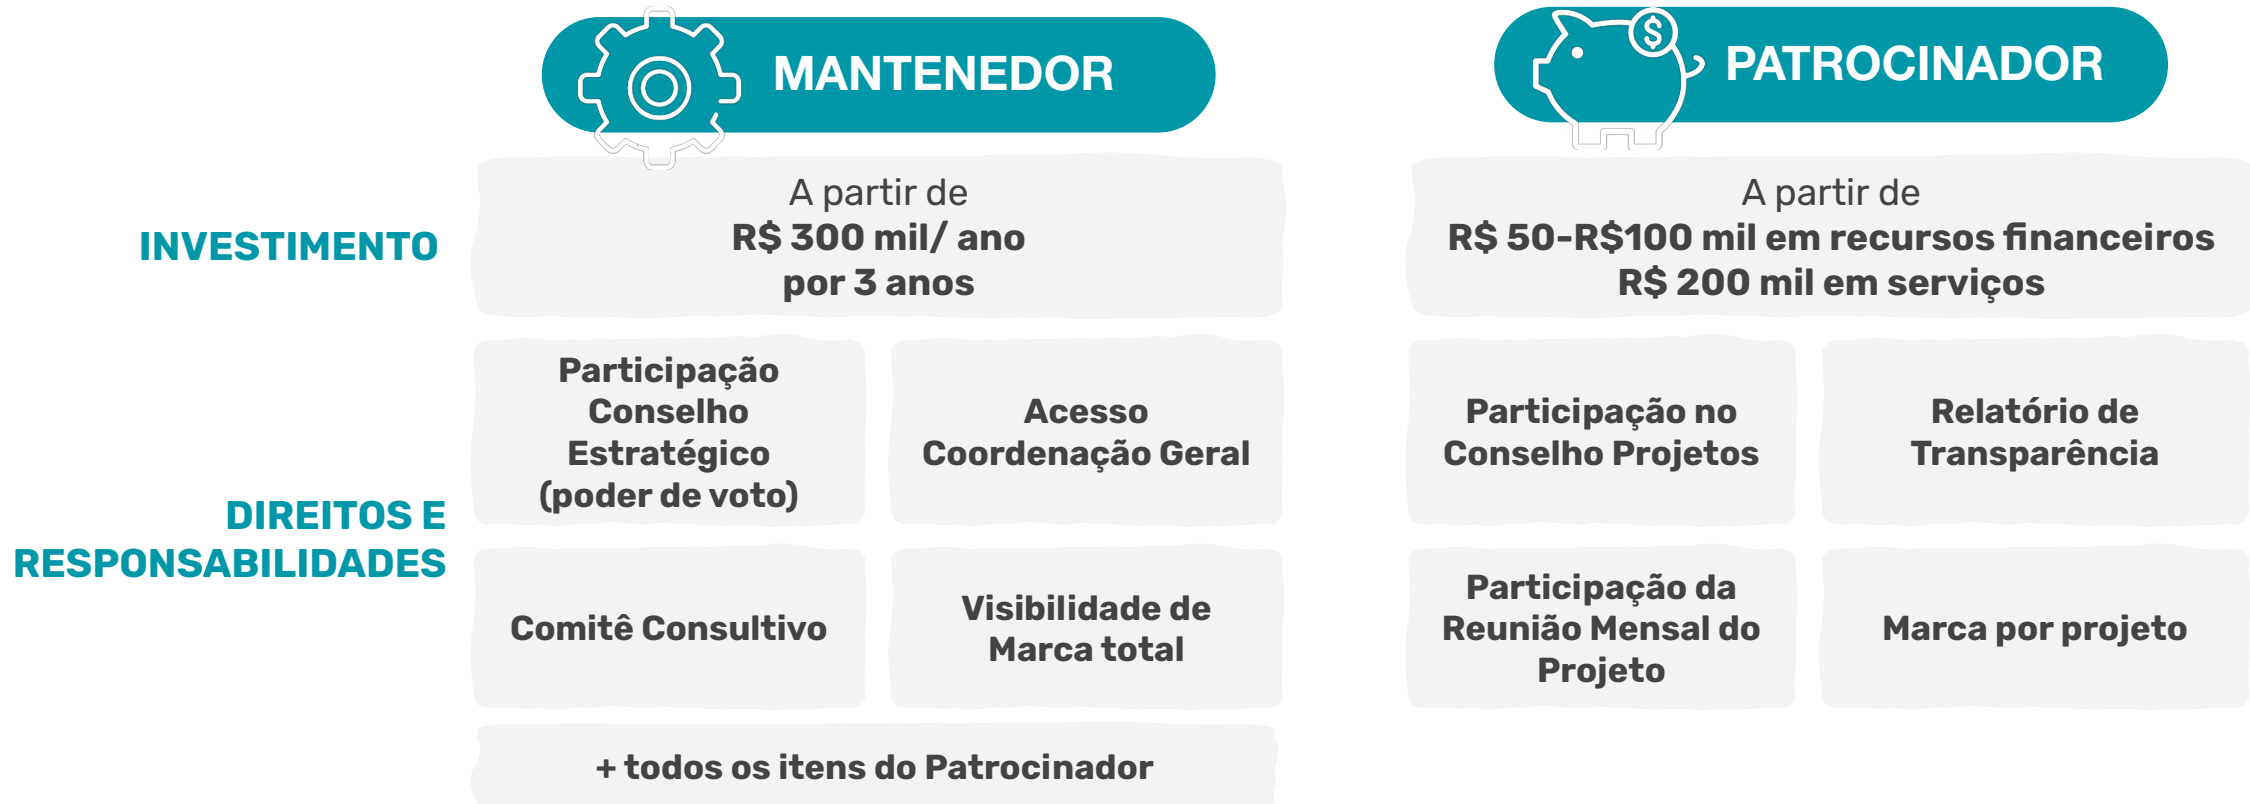 MANTENEDOR
PATROCINADOR
$
INVESTIMENTO
A partir de
R$ 300 mil/ ano
por 3 anos
A partir de
R$ 50-R$100 mil em recursos financeiros
R$ 200 mil em serviços
DIREITOS E
RESPONSABILIDADES
Participação
Conselho
Estratégico
(poder de voto)
Acesso
Coordenação Geral
Comitê Consultivo
Visibilidade de
Marca total
+ todos os itens do Patrocinador
Participação no
Conselho Projetos
Relatório de
Transparência
Participação da
Reunião Mensal do
Projeto
Marca por projeto